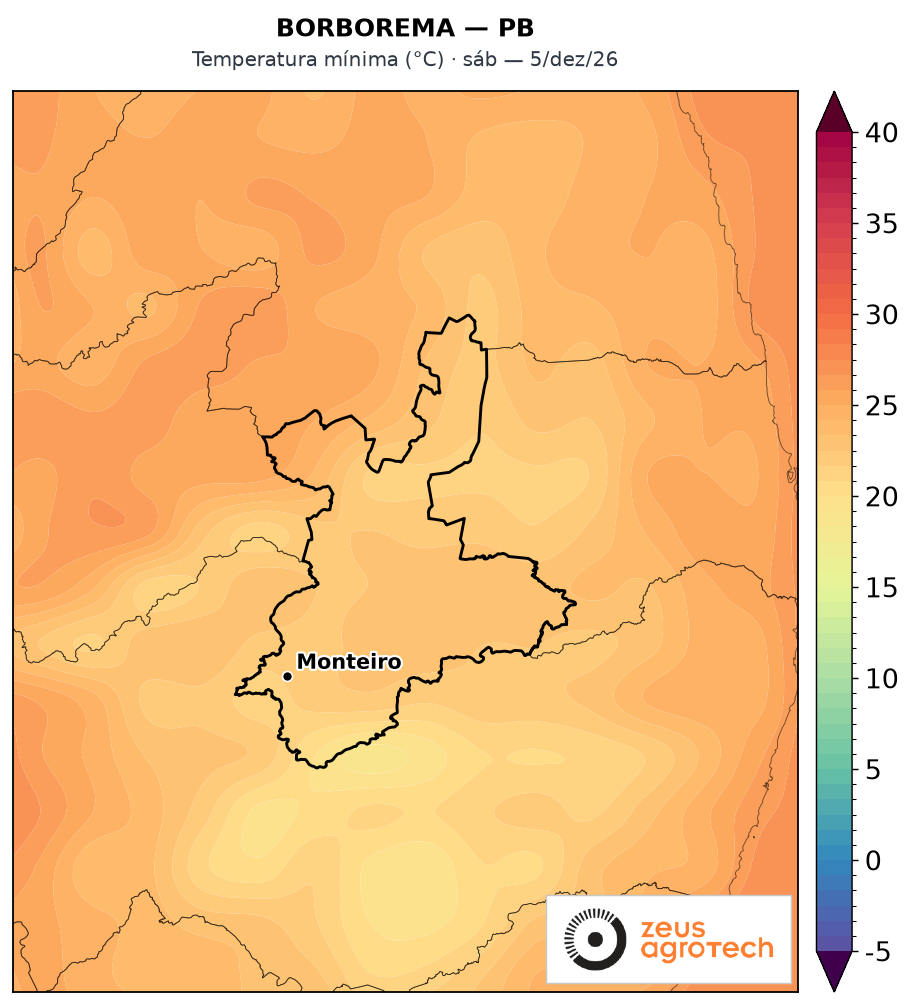 BORBOREMA — PB
Temperatura mínima (°C) · sáb — 5/dez/26
40
35
30
25
20
15
10
5
0
-5
Monteiro
zeus
agrotech